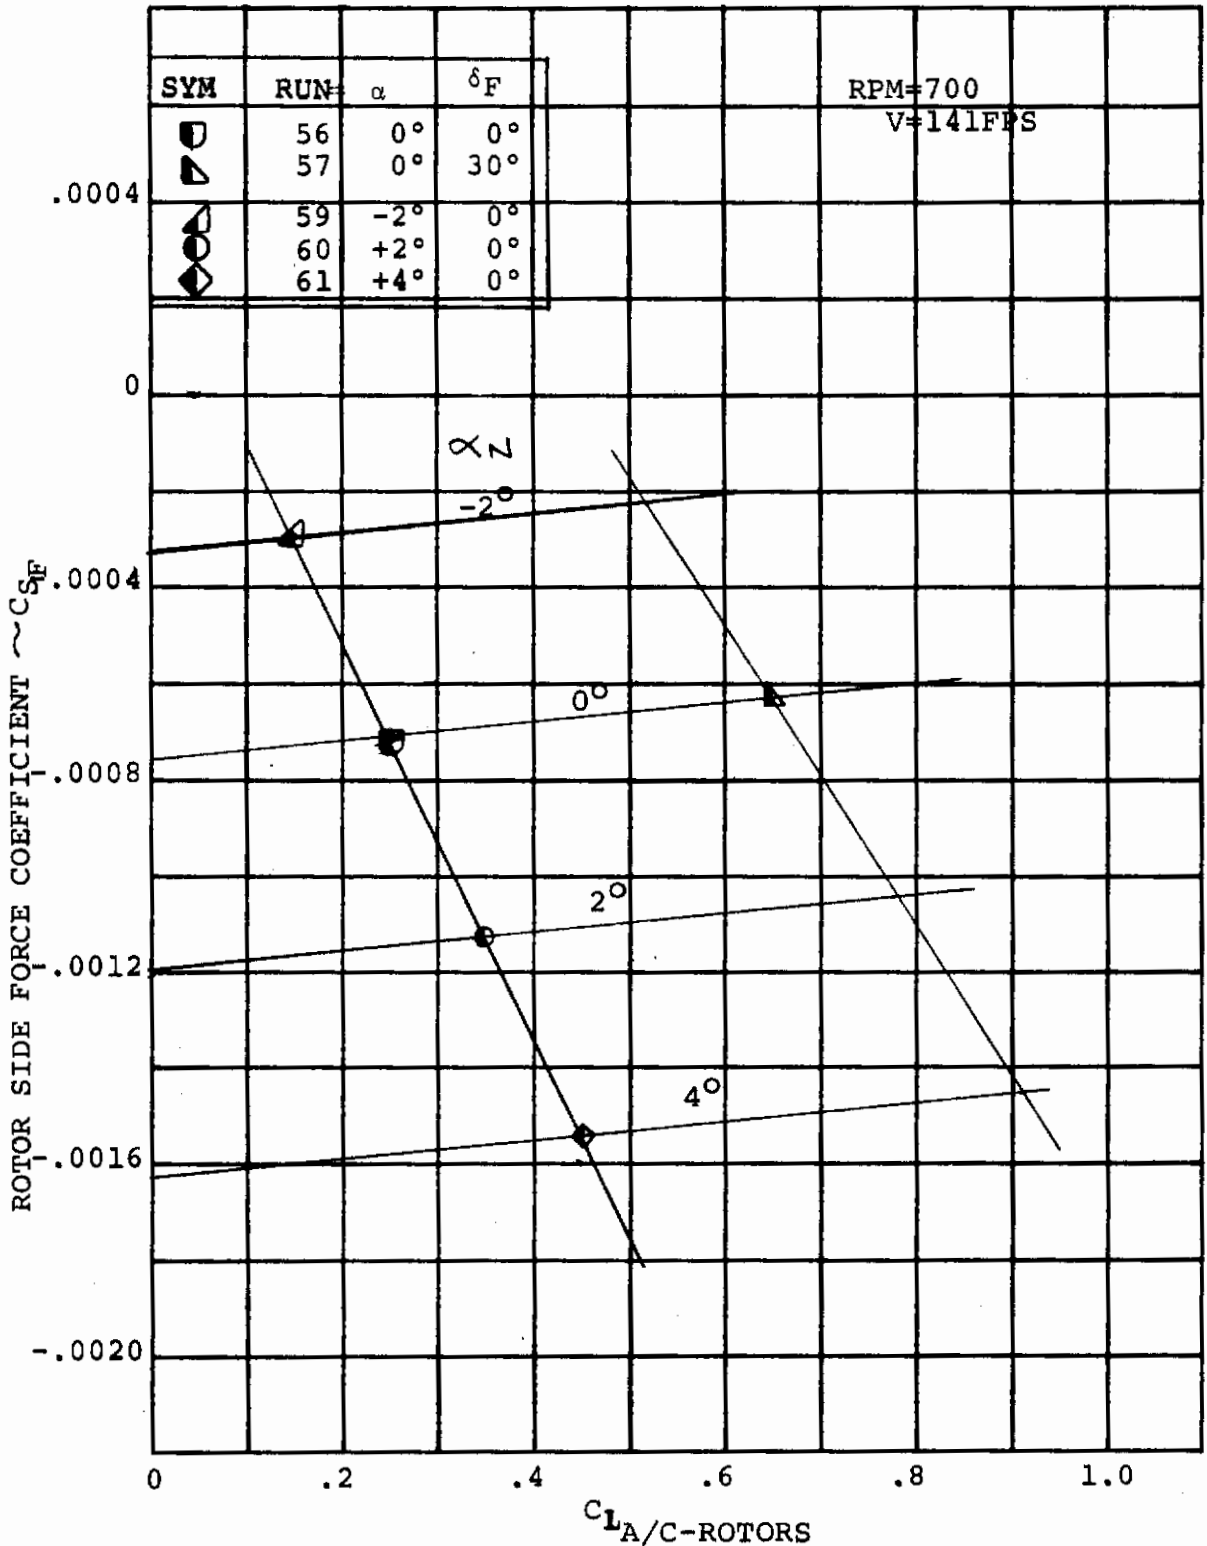 SYM RUN# α δF
56 0° 0°
57 0° 30°
59 -2° 0°
60 +2° 0°
61 +4° 0°
RPM=700
V=141FPS
.0004
0
-.0004
-.0008
-.0012
-.0016
-.0020
ROTOR SIDE FORCE COEFFICIENT ~CSF
αN
-2°
0°
2°
4°
0 .2 .4 .6 .8 1.0
CLA/C-ROTORS